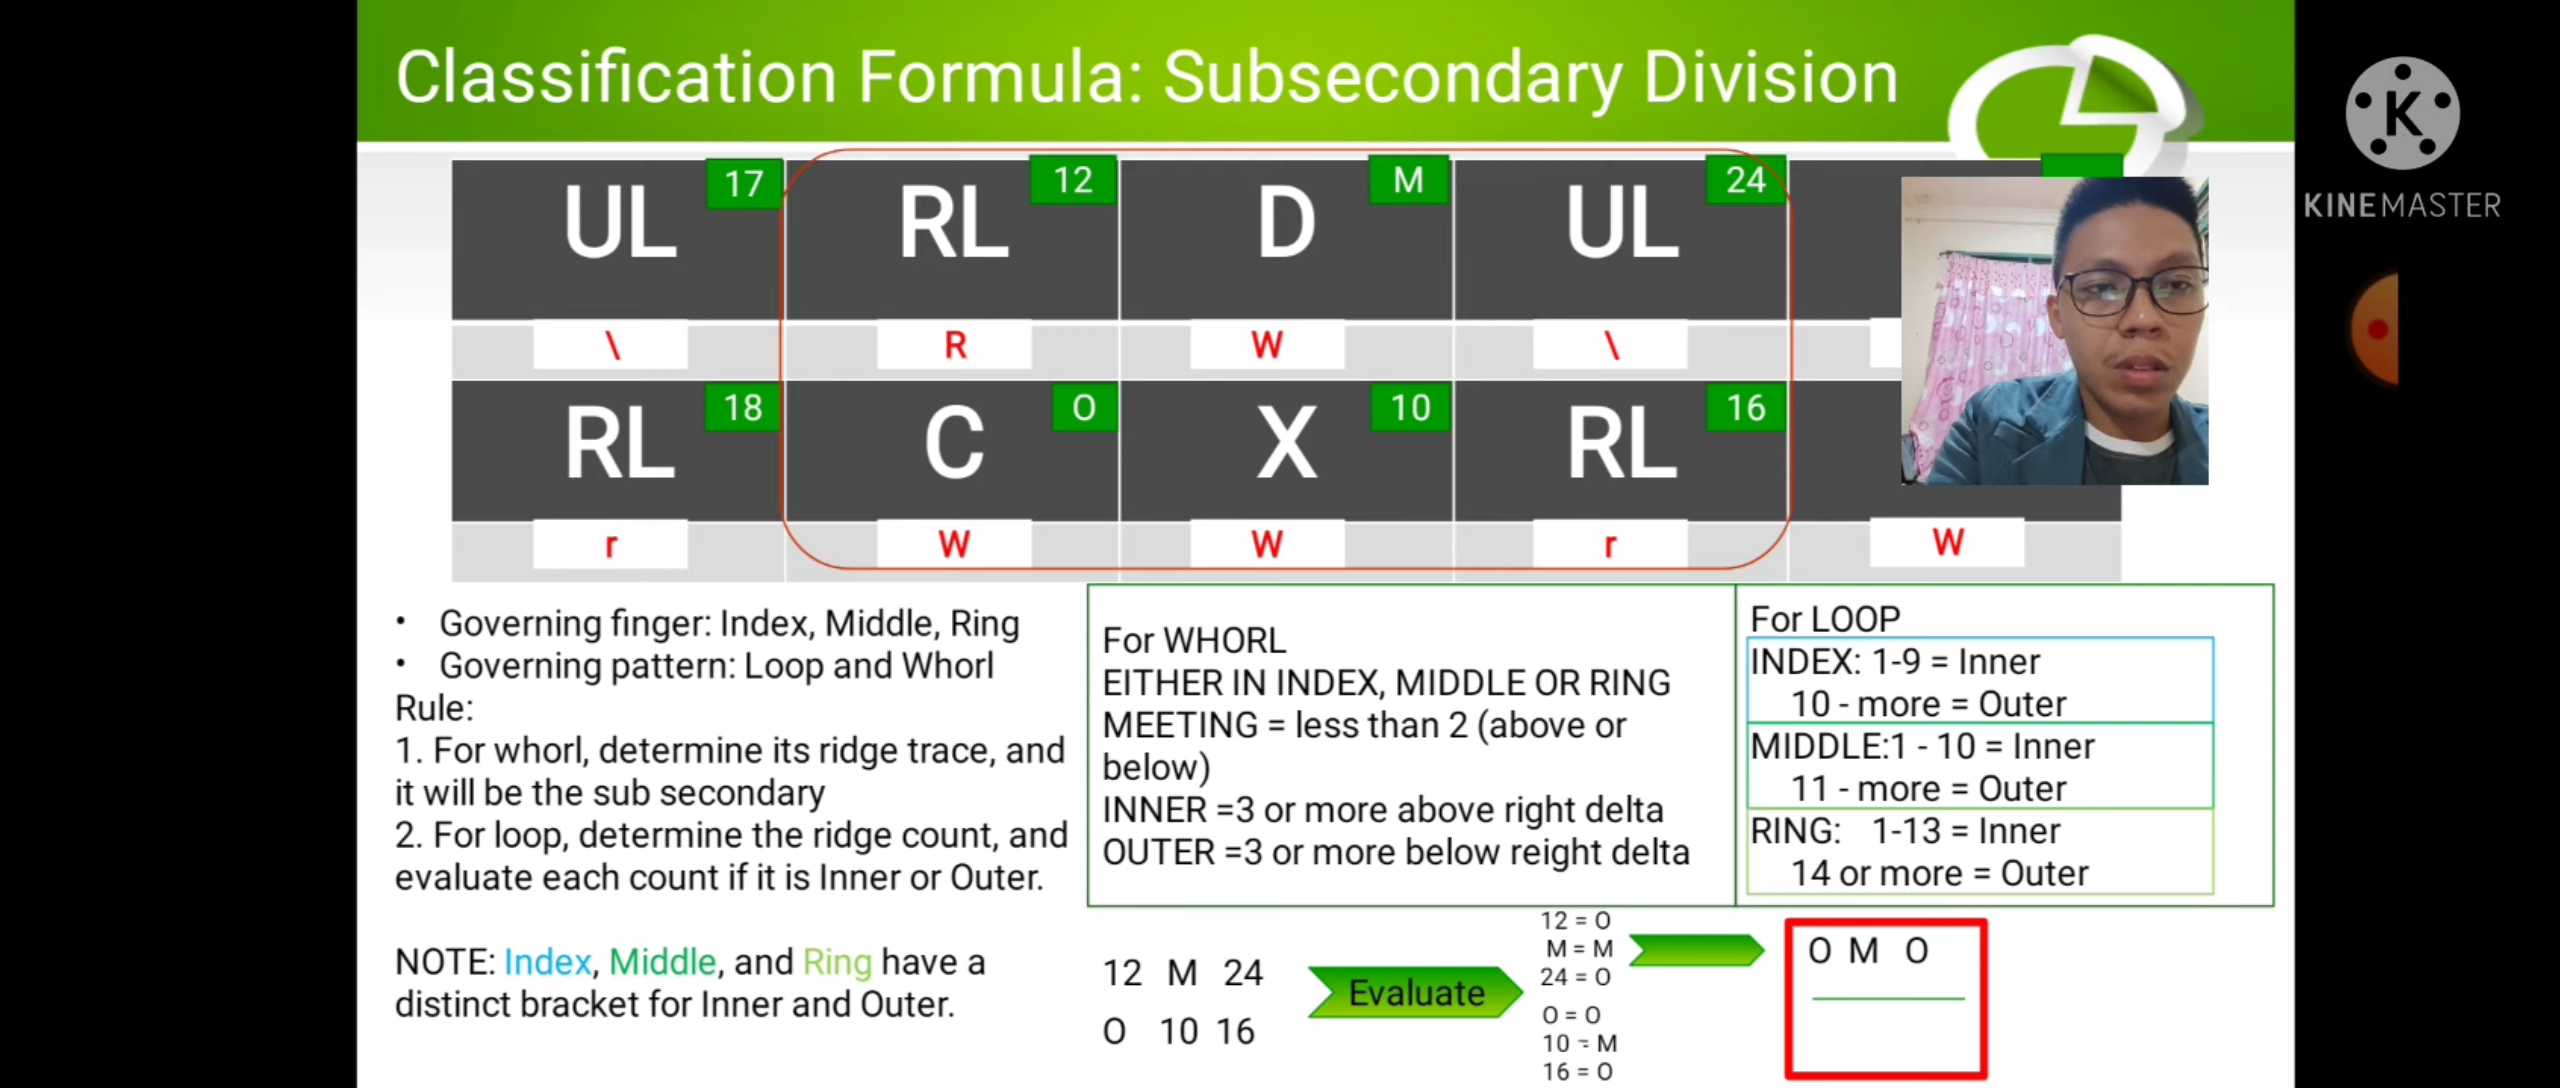 Classification Formula: Subsecondary Division
KINEMASTER
UL 17 RL 12 D M UL 24
\ R W \
RL 18 C O X 10 RL 16
r W W r W
• Governing finger: Index, Middle, Ring
• Governing pattern: Loop and Whorl
Rule:
1. For whorl, determine its ridge trace, and
it will be the sub secondary
2. For loop, determine the ridge count, and
evaluate each count if it is Inner or Outer.
NOTE: Index, Middle, and Ring have a
distinct bracket for Inner and Outer.
For WHORL
EITHER IN INDEX, MIDDLE OR RING
MEETING = less than 2 (above or
below)
INNER =3 or more above right delta
OUTER =3 or more below reight delta
For LOOP
INDEX: 1-9 = Inner
10 - more = Outer
MIDDLE:1 - 10 = Inner
11 - more = Outer
RING: 1-13 = Inner
14 or more = Outer
12 M 24
O 10 16
Evaluate
12 = O
M = M
24 = O
O = O
10 = M
16 = O
O M O